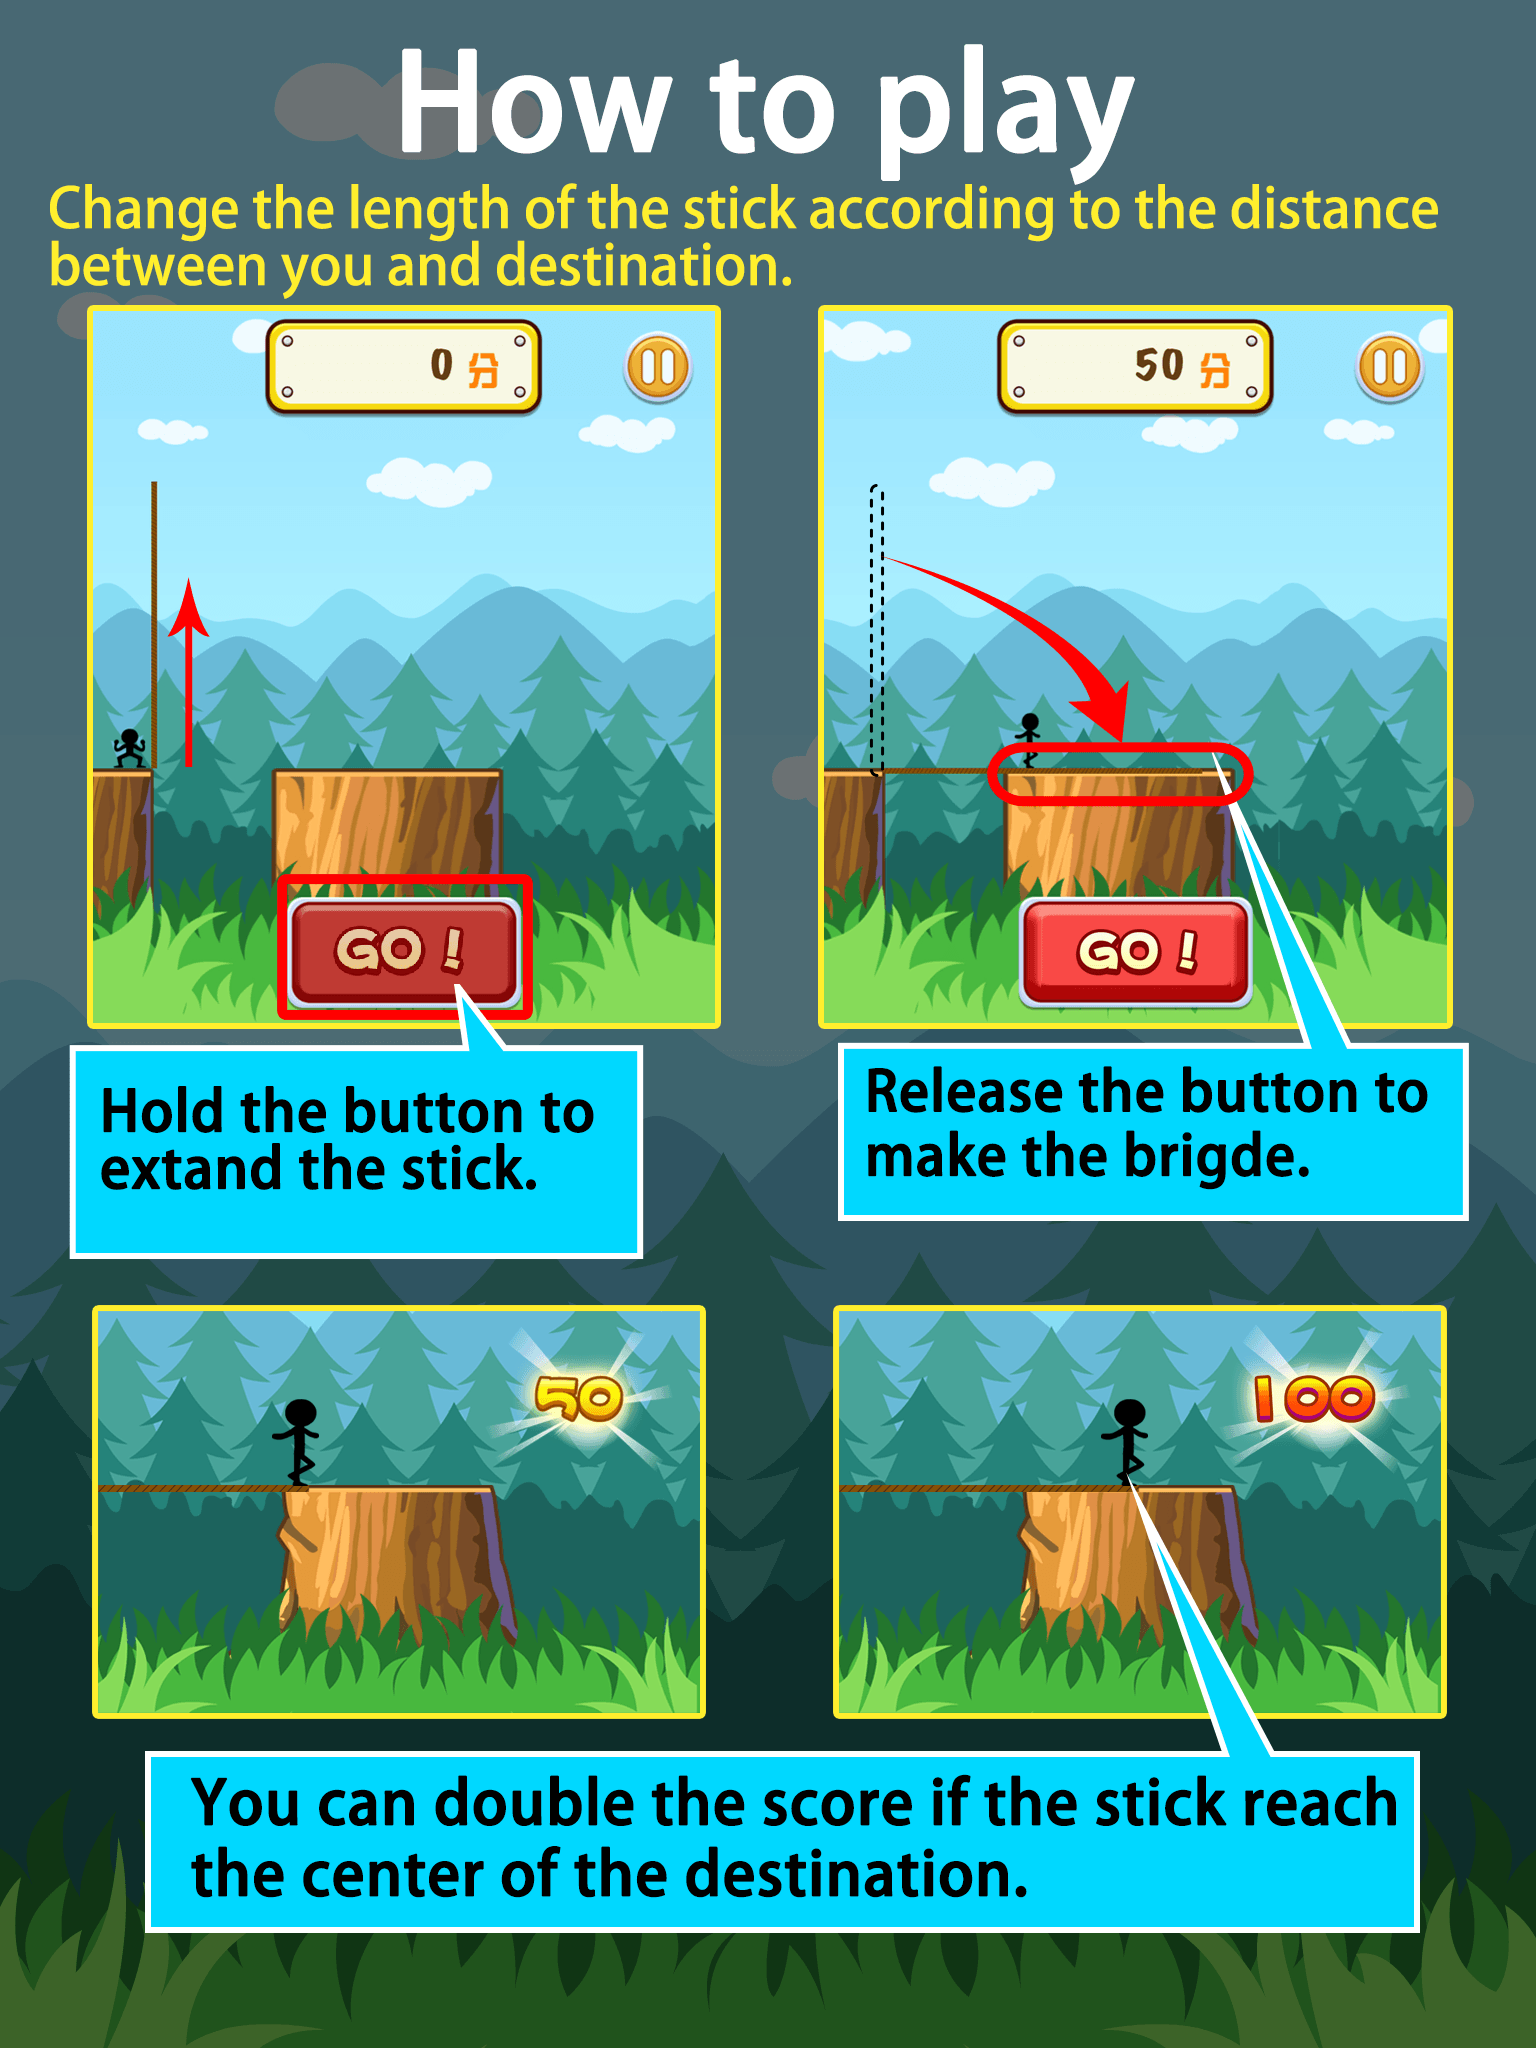 How to play
Change the length of the stick according to the distance
between you and destination.
0 分
50 分
GO !
GO !
Hold the button to
extand the stick.
Release the button to
make the brigde.
50
100
You can double the score if the stick reach
the center of the destination.